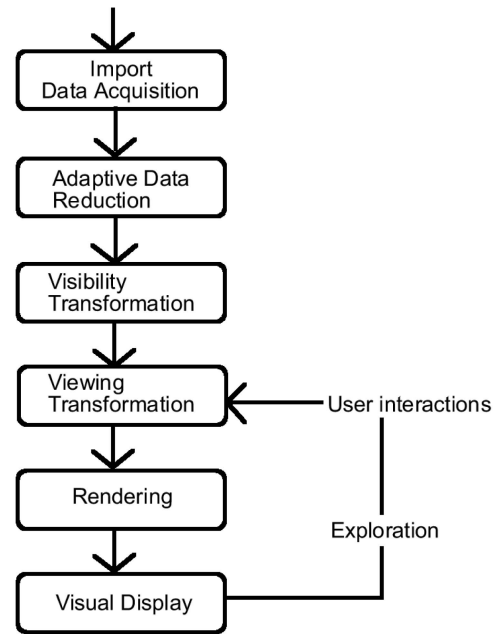 Import
Data Acquisition
Adaptive Data
Reduction
Visibility
Transformation
Viewing
Transformation
User interactions
Rendering
Exploration
Visual Display